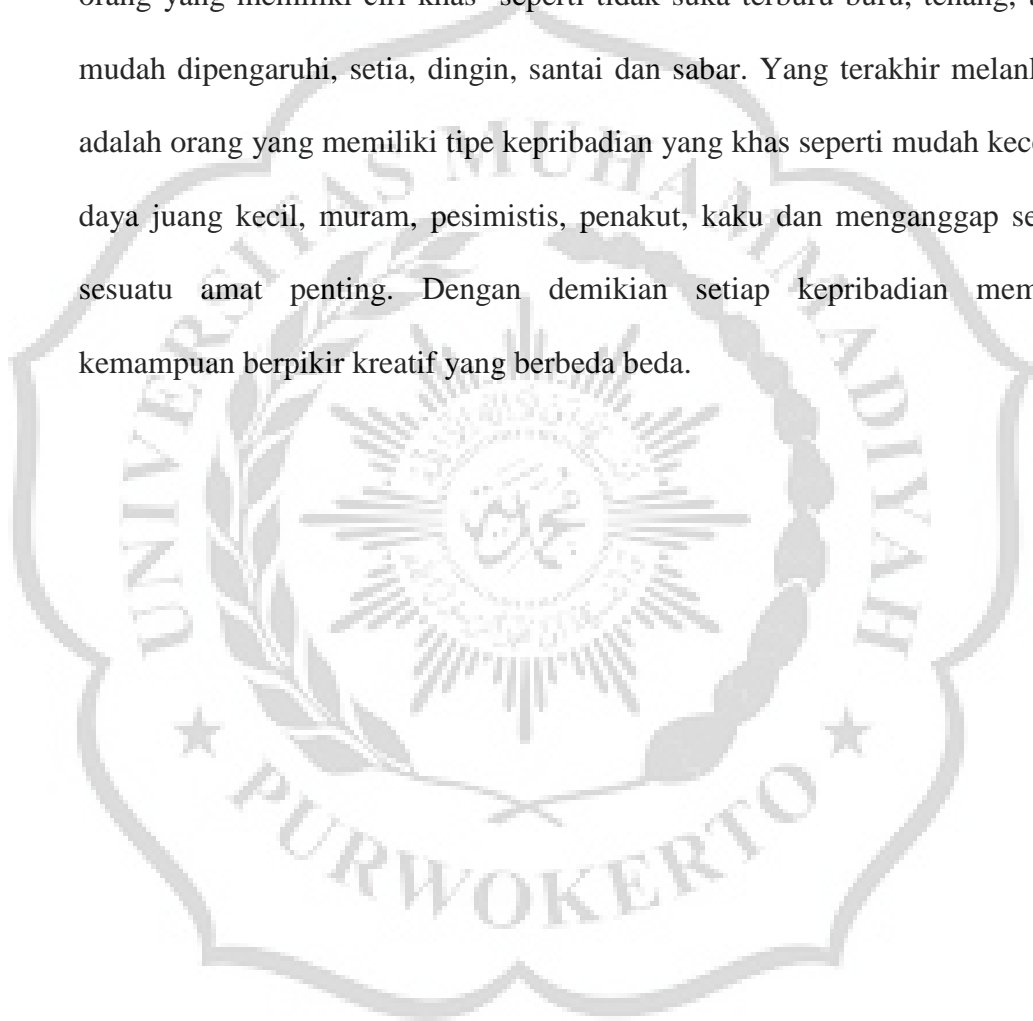 orang yang memiliki ciri khas seperti tidak suka terburu buru, tenang,
mudah dipengaruhi, setia, dingin, santai dan sabar. Yang terakhir
adalah orang yang memiliki tipe kepribadian yang khas seperti mudah
daya juang kecil, muram, pesimistis, penakut, kaku dan menganggap
sesuatu amat penting. Dengan demikian setiap kepribadian
kemampuan berpikir kreatif yang berbeda beda.
UNIVERSITAS MUHAMMADIYAH
PURWOKERTO